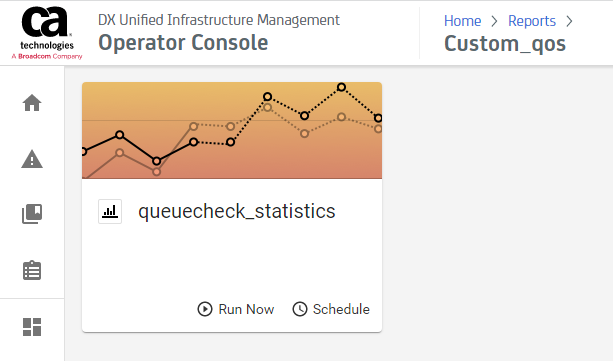 ca
technologies
A Broadcom Company
DX Unified Infrastructure Management
Operator Console
Home > Reports >
Custom_qos
queuecheck_statistics
Run Now Schedule